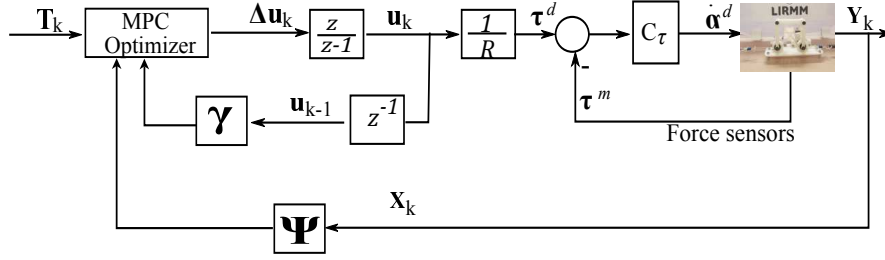 T_k
MPC
Optimizer
Δu_k
z
z-1
u_k
1
R
τ^d
-
C_τ
α̇^d
LIRMM
Y_k
γ
u_{k-1}
z^{-1}
τ^m
Force sensors
X_k
Ψ